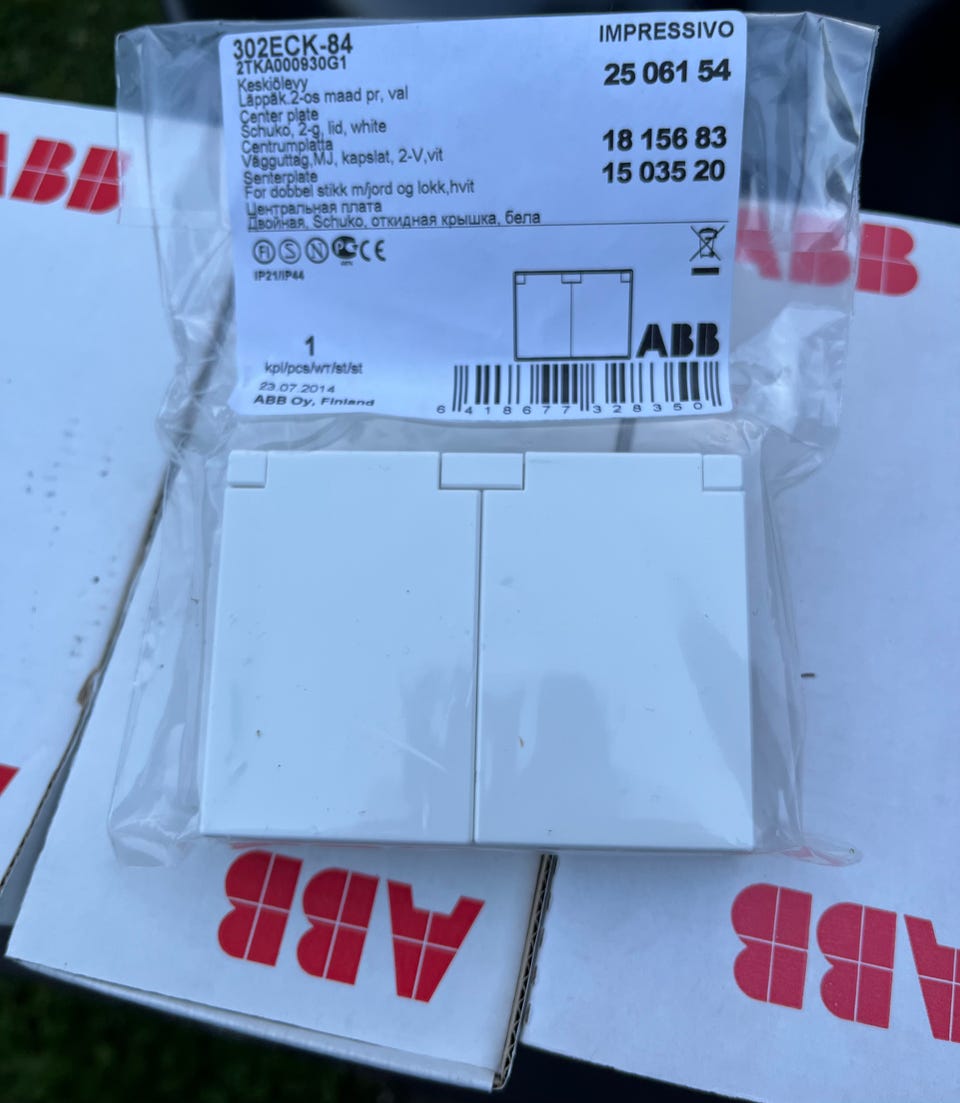 302ECK-84
IMPRESSIVO
2TKA000930G1
25 061 54
Keskiölevy
Läppäk.2-os maad pr, val
Center plate
Schuko, 2-g, lid, white
18 156 83
Centrumplatta
Vägguttag,MJ, kapslat, 2-V,vit
15 035 20
Senterplate
For dobbel stikk m/jord og lokk,hvit
Центральная плата
Двойная, Schuko, откидная крышка, бела
FI S N CE
IP21/IP44
1
kpl/pcs/шт/st/st
23.07.2014
ABB Oy, Finland
ABB
6 418677 328350
ABB
ABB
ABB
ABB